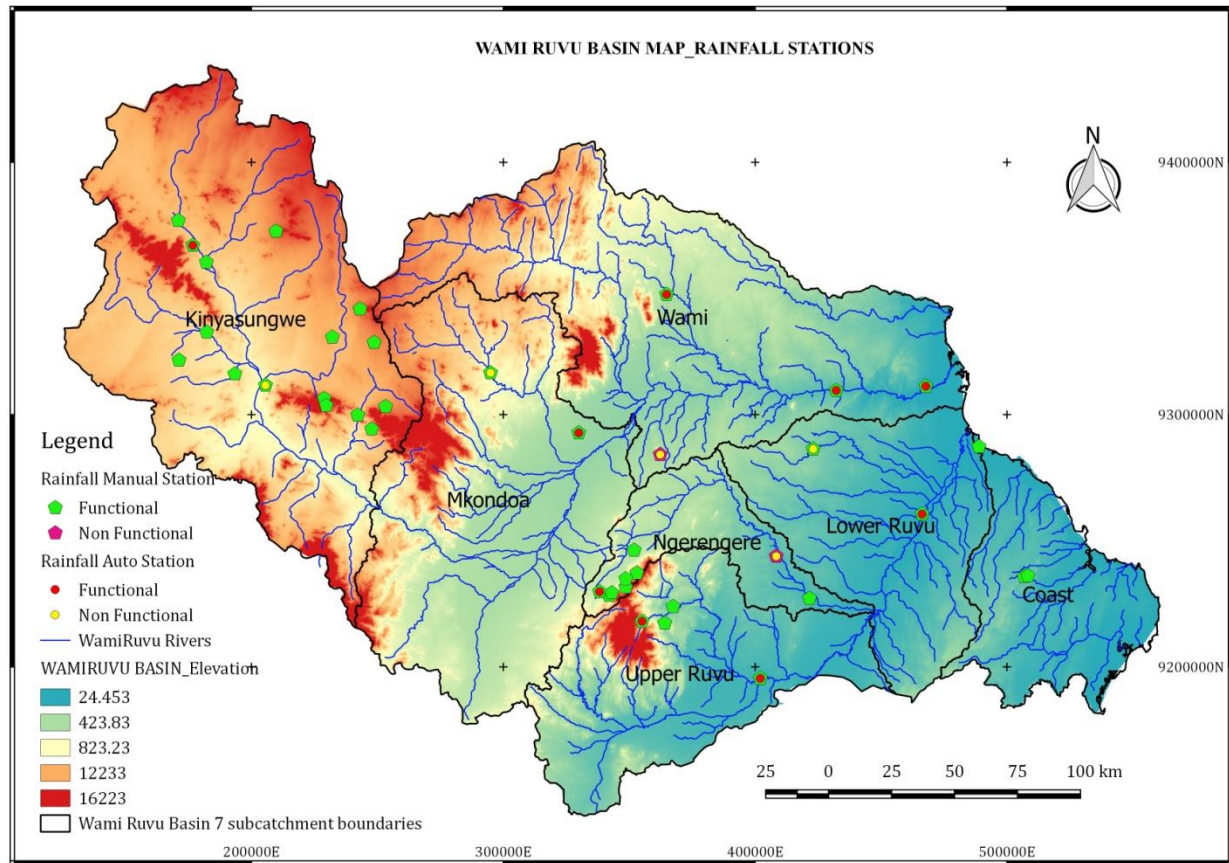 WAMI RUVU BASIN MAP_RAINFALL STATIONS
N
9400000N
Kinyasungwe
Wami
9300000N
Legend
Rainfall Manual Station
Functional
Non Functional
Rainfall Auto Station
Functional
Non Functional
WamiRuvu Rivers
WAMIRUVU BASIN_Elevation
24.453
423.83
823.23
12233
16223
Wami Ruvu Basin 7 subcatchment boundaries
Mkondoa
Lower Ruvu
Ngerengere
Coast
Upper Ruvu
9200000N
25 0 25 50 75 100 km
200000E 300000E 400000E 500000E